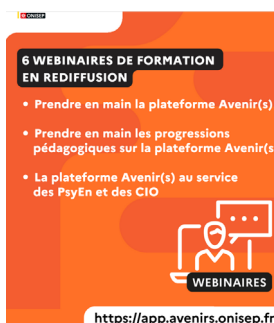 ONISEP
6 WEBINAIRES DE FORMATION
EN REDIFFUSION
• Prendre en main la plateforme Avenir(s)
• Prendre en main les progressions
pédagogiques sur la plateforme Avenir(s
• La plateforme Avenir(s) au service
des PsyEn et des CIO
WEBINAIRES
https://app.avenirs.onisep.fr